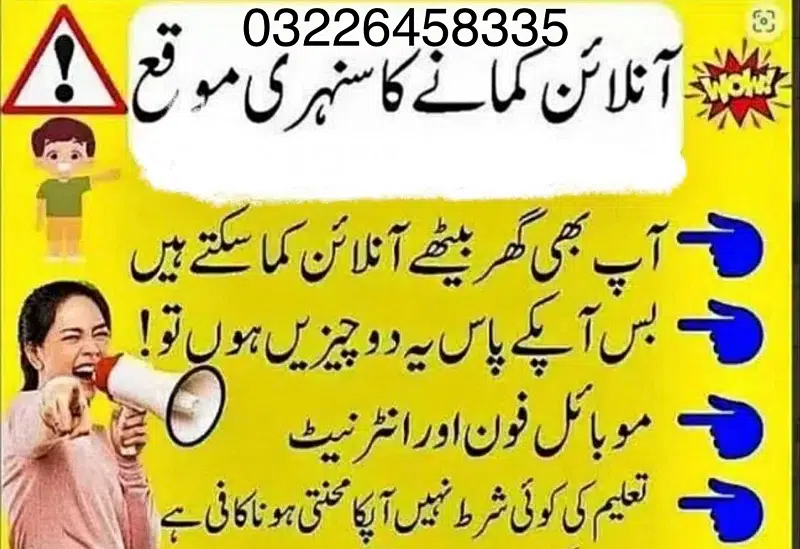 03226458335
آنلائن کمانے کا سنہری موقع
WOW!
آپ بھی گھر بیٹھے آنلائن کما سکتے ہیں
بس آپکے پاس یہ دو چیزیں ہوں تو!
موبائل فون اور انٹرنیٹ
تعلیم کی کوئی شرط نہیں آپکا محنتی ہونا کافی ہے